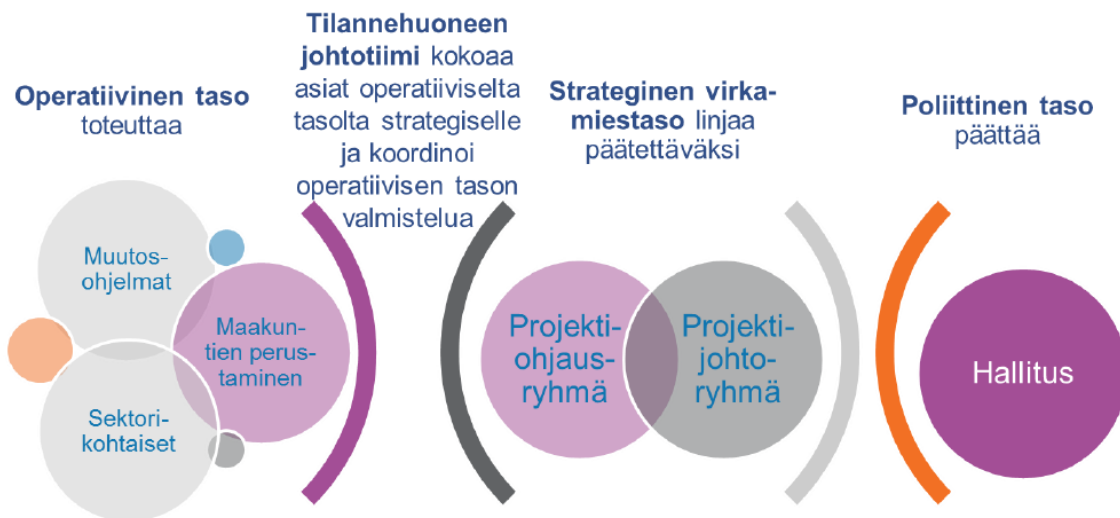 Operatiivinen taso
toteuttaa
Tilannehuoneen
johtotiimi kokoaa
asiat operatiiviselta
tasolta strategiselle
ja koordinoi
operatiivisen tason
valmistelua
Strateginen virka-
miestaso linjaa
päätettäväksi
Poliittinen taso
päättää
Muutos-
ohjelmat
Maakun-
tien perus-
taminen
Sektori-
kohtaiset
Projekti-
ohjaus-
ryhmä
Projekti-
johto-
ryhmä
Hallitus